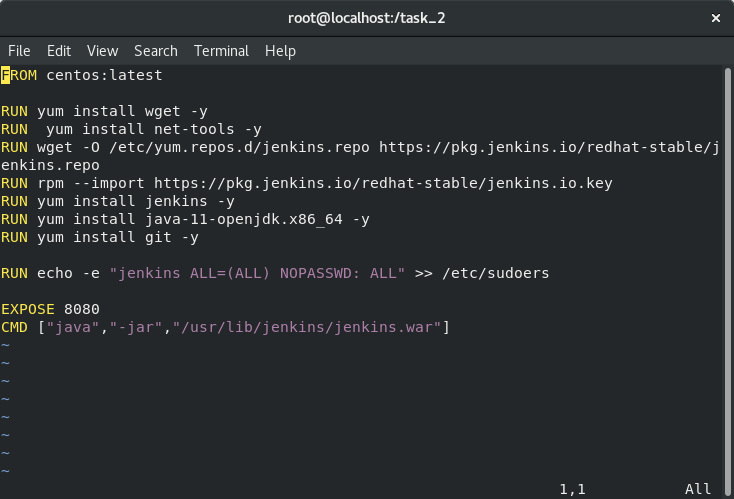 root@localhost:/task_2
File Edit View Search Terminal Help
FROM centos:latest
RUN yum install wget -y
RUN  yum install net-tools -y
RUN wget -O /etc/yum.repos.d/jenkins.repo https://pkg.jenkins.io/redhat-stable/j
enkins.repo
RUN rpm --import https://pkg.jenkins.io/redhat-stable/jenkins.io.key
RUN yum install jenkins -y
RUN yum install java-11-openjdk.x86_64 -y
RUN yum install git -y
RUN echo -e "jenkins ALL=(ALL) NOPASSWD: ALL" >> /etc/sudoers
EXPOSE 8080
CMD ["java","-jar","/usr/lib/jenkins/jenkins.war"]
~
~
~
~
~
~
~
~
1,1 All